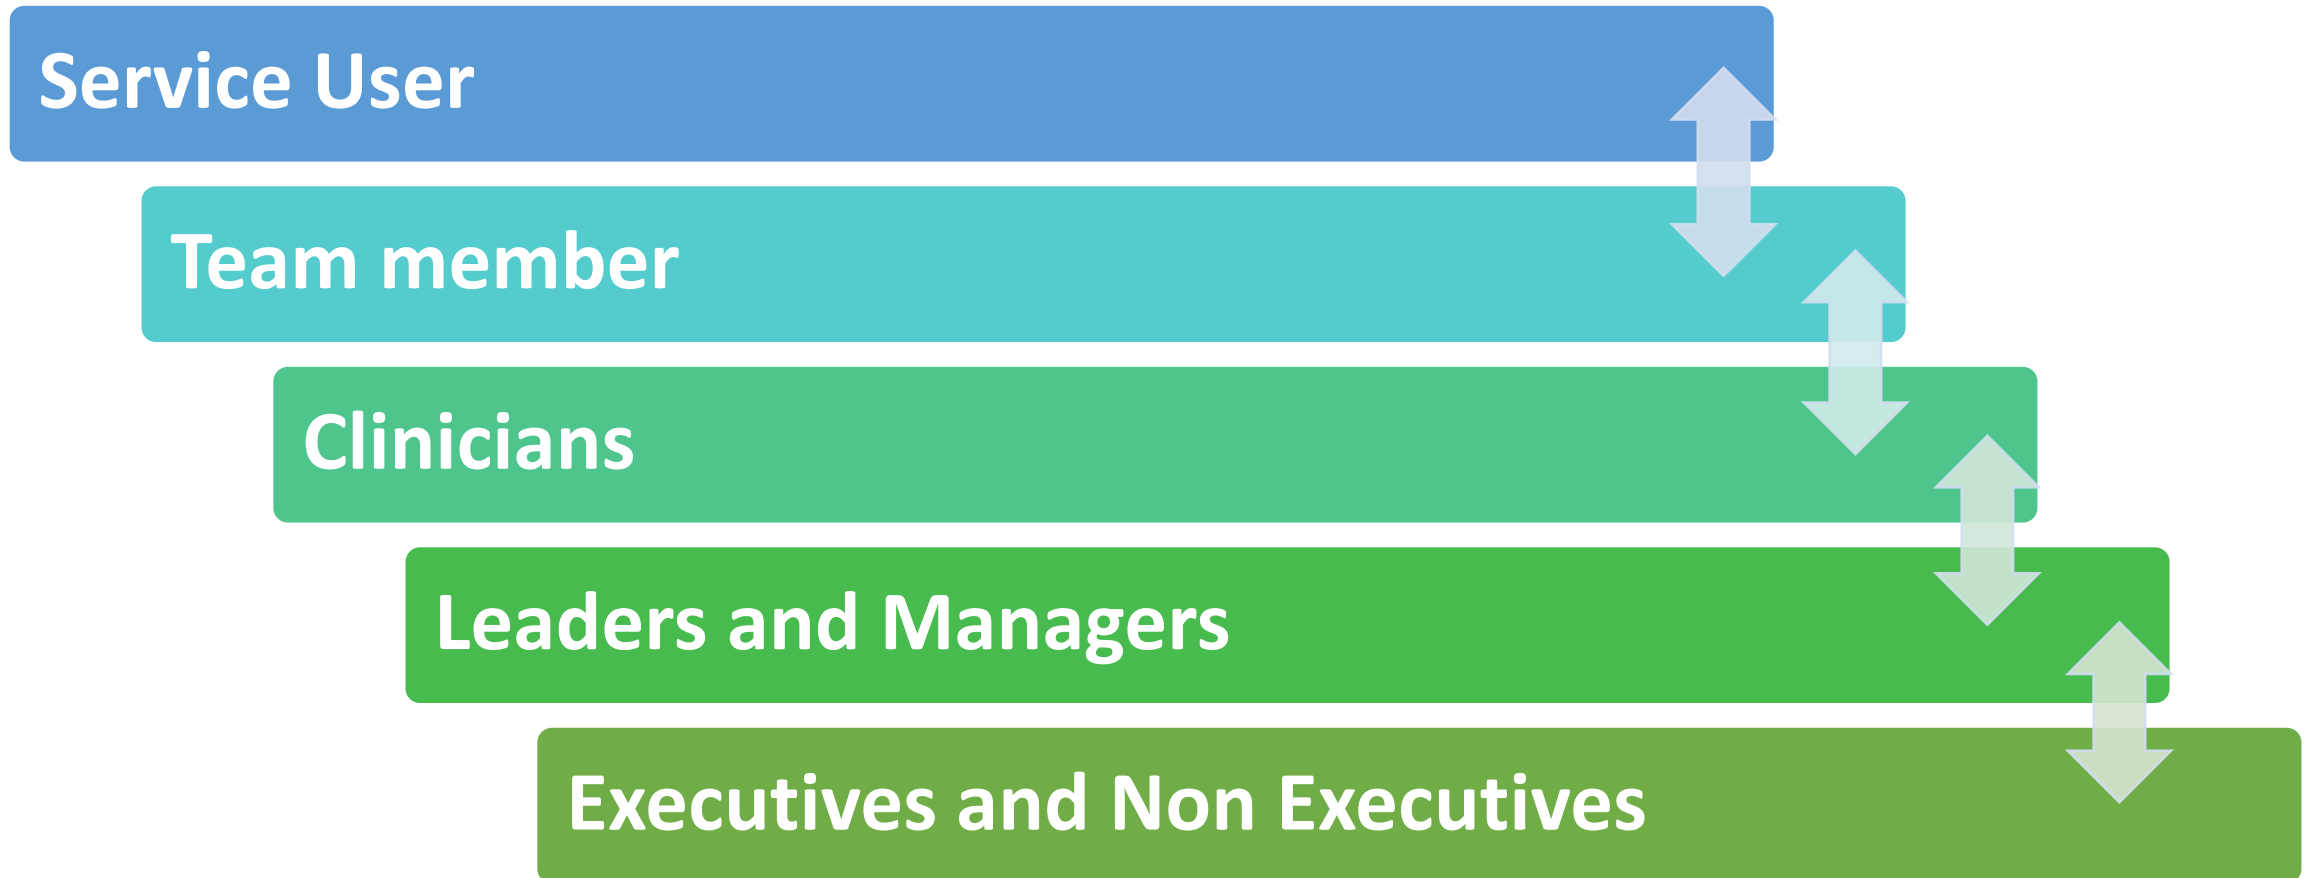 Service User
Team member
Clinicians
Leaders and Managers
Executives and Non Executives